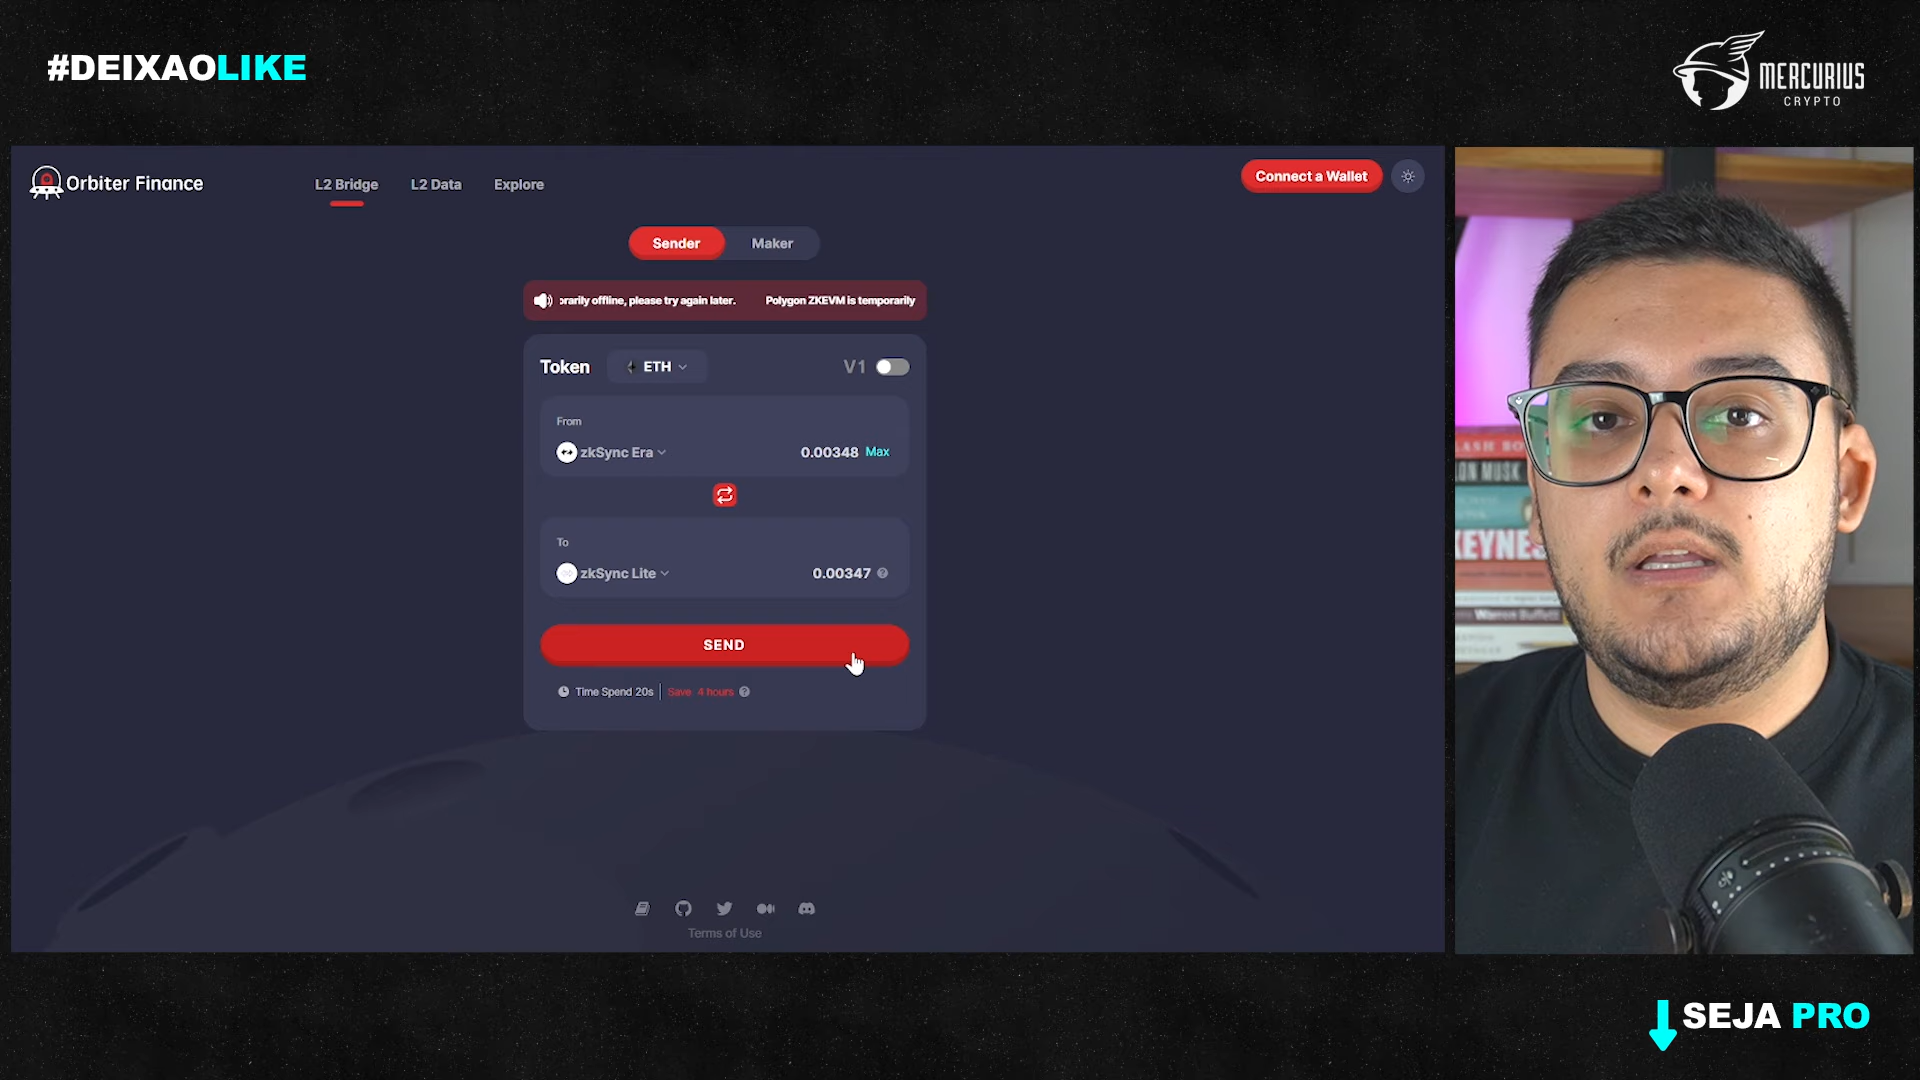 #DEIXAOLIKE
MERCURIUS
CRYPTO
Orbiter Finance
L2 Bridge
L2 Data
Explore
Connect a Wallet
Sender
Maker
orarily offline, please try again later. Polygon ZKEVM is temporarily
Token
ETH
V1
From
zkSync Era
0.00348 Max
To
zkSync Lite
0.00347
SEND
Time Spend 20s
Save 4 hours
Terms of Use
KEYNES
SEJA PRO